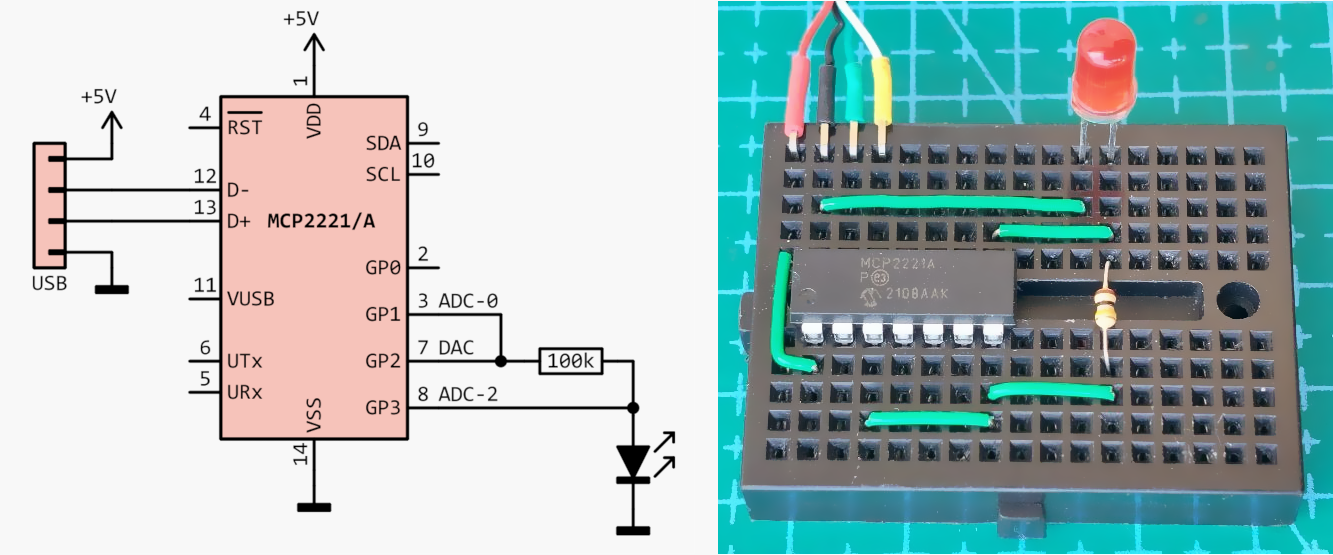 +5V
1
+5V
4
RST
VDD
SDA
9
10
SCL
12
D-
13
D+
MCP2221/A
USB
2
GP0
11
VUSB
3 ADC-0
GP1
6
UTx
GP2
7 DAC
100k
5
URx
GP3
8 ADC-2
VSS
14
MCP2221A
P e3
2108AAK